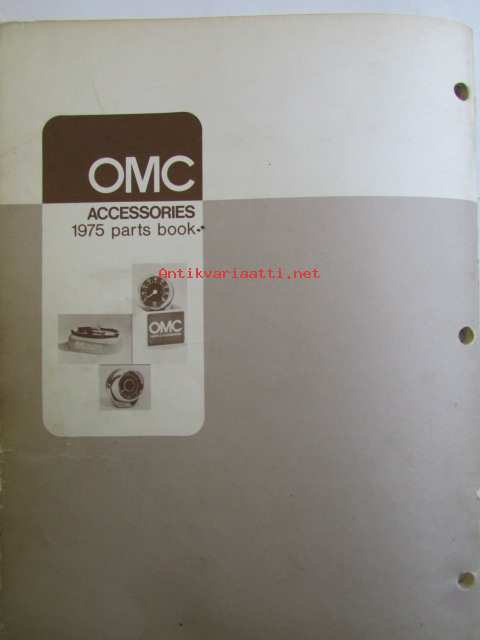 OMC
ACCESSORIES
1975 parts book
Antikvariaatti.net
OMC